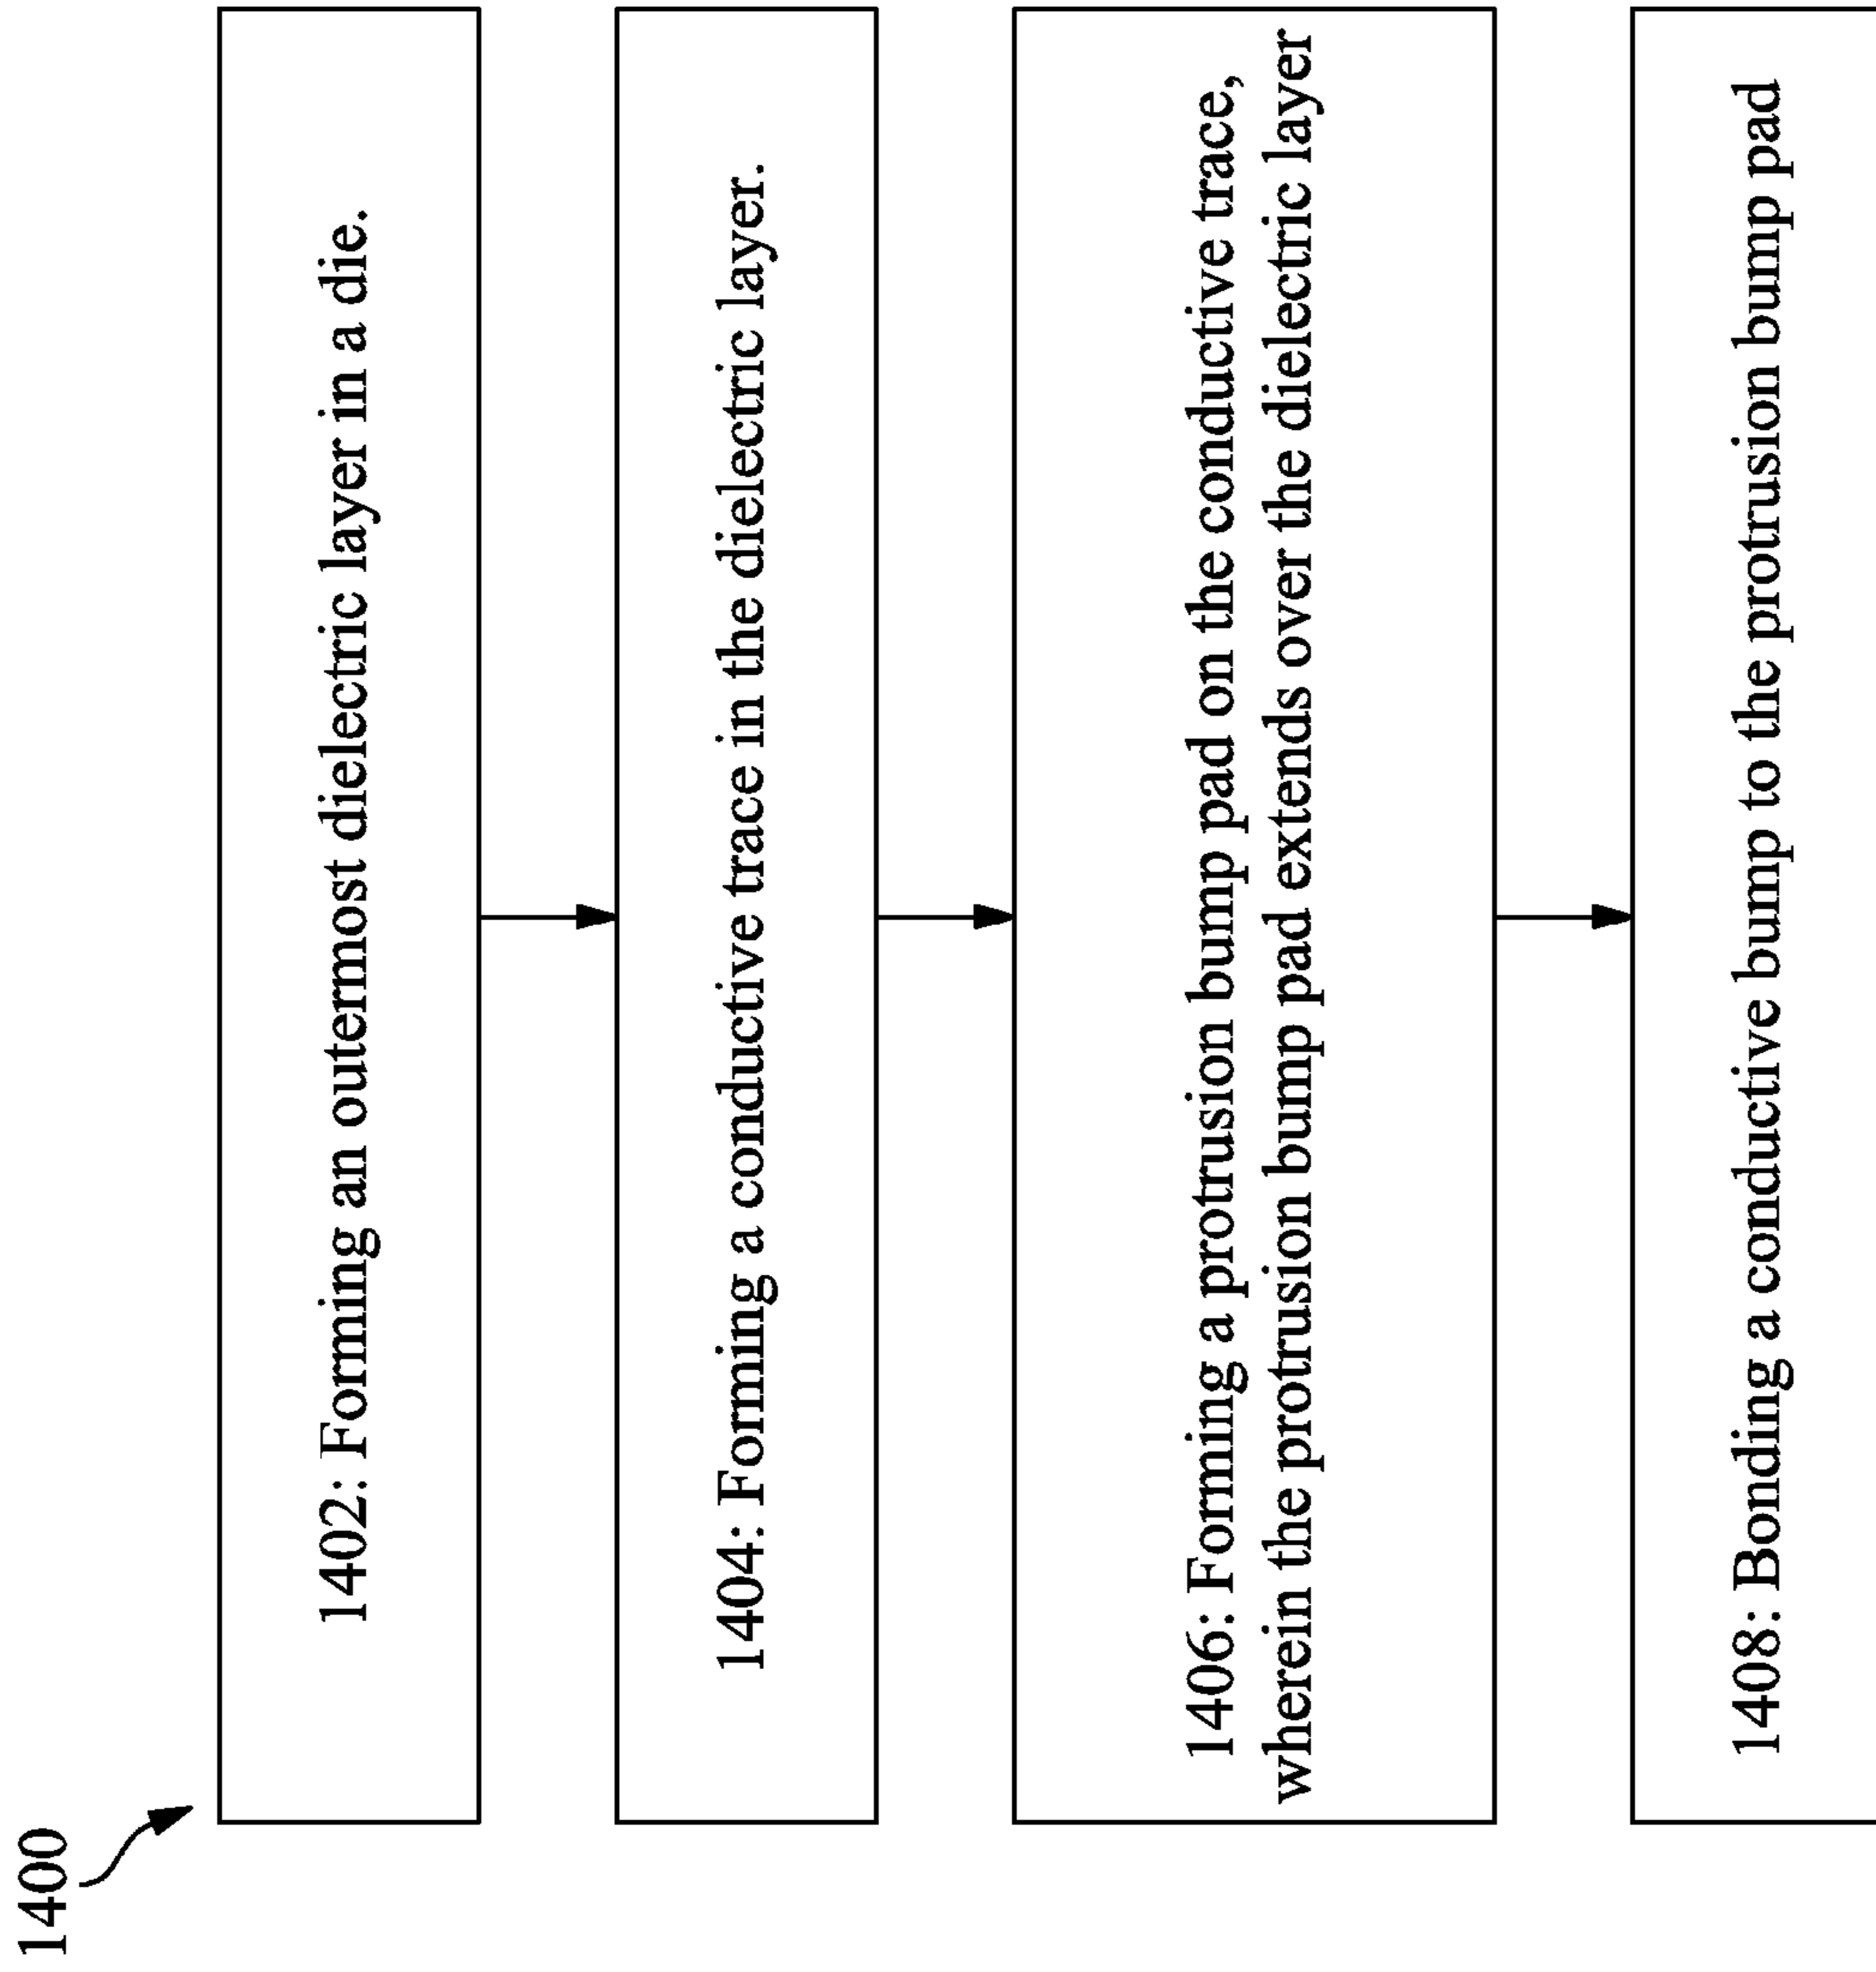 1400
1402: Forming an outermost dielectric layer in a die.
1404: Forming a conductive trace in the dielectric layer.
1406: Forming a protrusion bump pad on the conductive trace,
wherein the protrusion bump pad extends over the dielectric layer
1408: Bonding a conductive bump to the protrusion bump pad